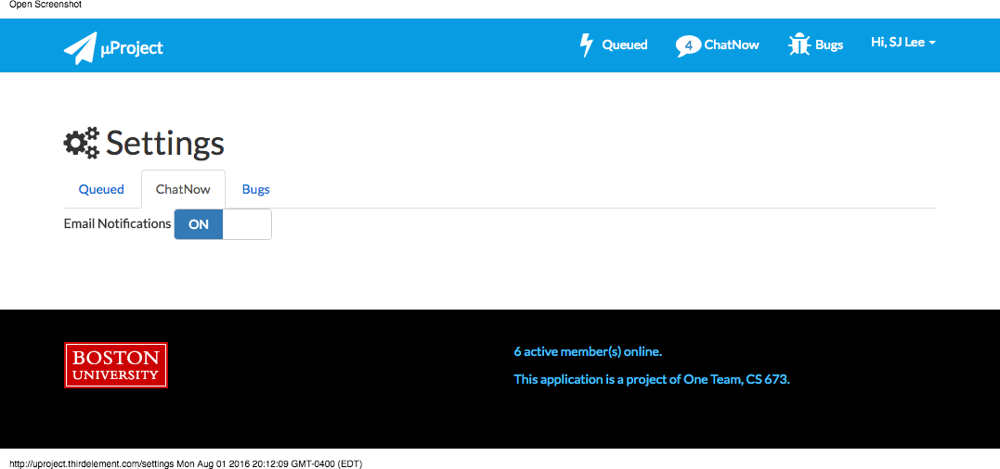 Open Screenshot
µProject
Queued
4 ChatNow
Bugs
Hi, SJ Lee
Settings
Queued
ChatNow
Bugs
Email Notifications ON
BOSTON
UNIVERSITY
6 active member(s) online.
This application is a project of One Team, CS 673.
http://uproject.thirdelement.com/settings Mon Aug 01 2016 20:12:09 GMT-0400 (EDT)